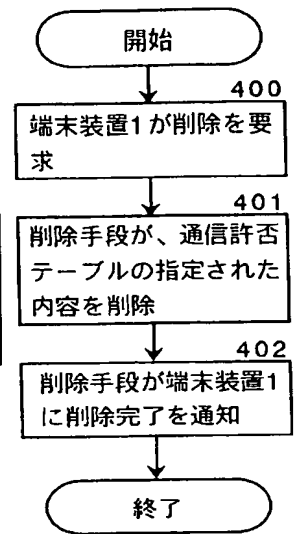 開始
400
端末装置1が削除を要
求
401
削除手段が、通信許否
テーブルの指定された
内容を削除
402
削除手段が端末装置1
に削除完了を通知
終了